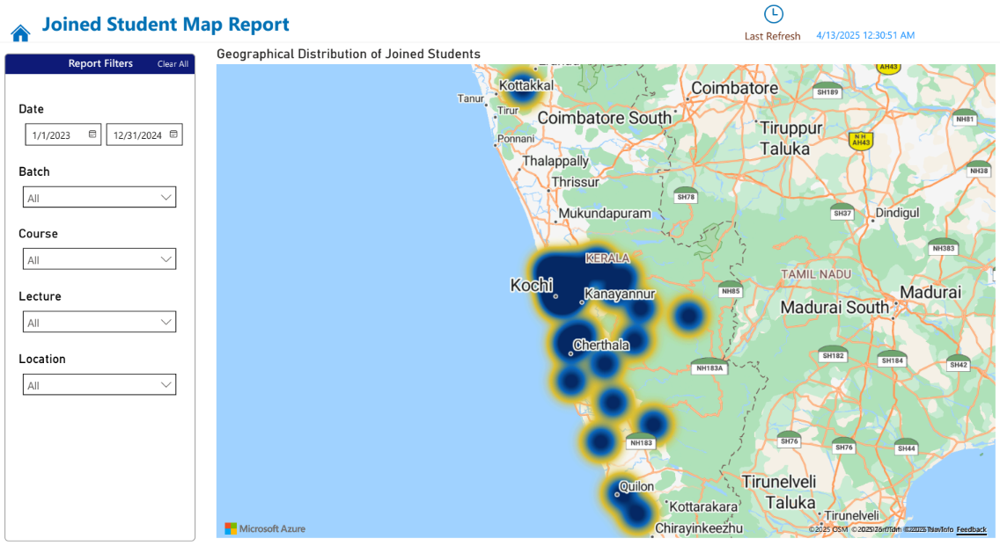 Joined Student Map Report
Last Refresh
4/13/2025 12:30:51 AM
Report Filters
Clear All
Date
1/1/2023
12/31/2024
Batch
All
Course
All
Lecture
All
Location
All
Geographical Distribution of Joined Students
Kottakkal
Coimbatore
AH43
SH189
Tanur
Tirur
Coimbatore South
NH81
Tiruppur
Taluka
NH
AH43
Ponnani
Thalappally
NH38
Thrissur
SH78
Mukundapuram
SH37
Dindigul
NH383
KERALA
TAMIL NADU
Kochi
Kanayannur
NH85
Madurai
Madurai South
Cherthala
SH182
SH184
SH42
NH183A
NH183
SH76
SH76
SH44
Quilon
Tirunelveli
Taluka
Kottarakara
Tirunelveli
Chirayinkeezhu
Microsoft Azure
©2025 OSM
Feedback